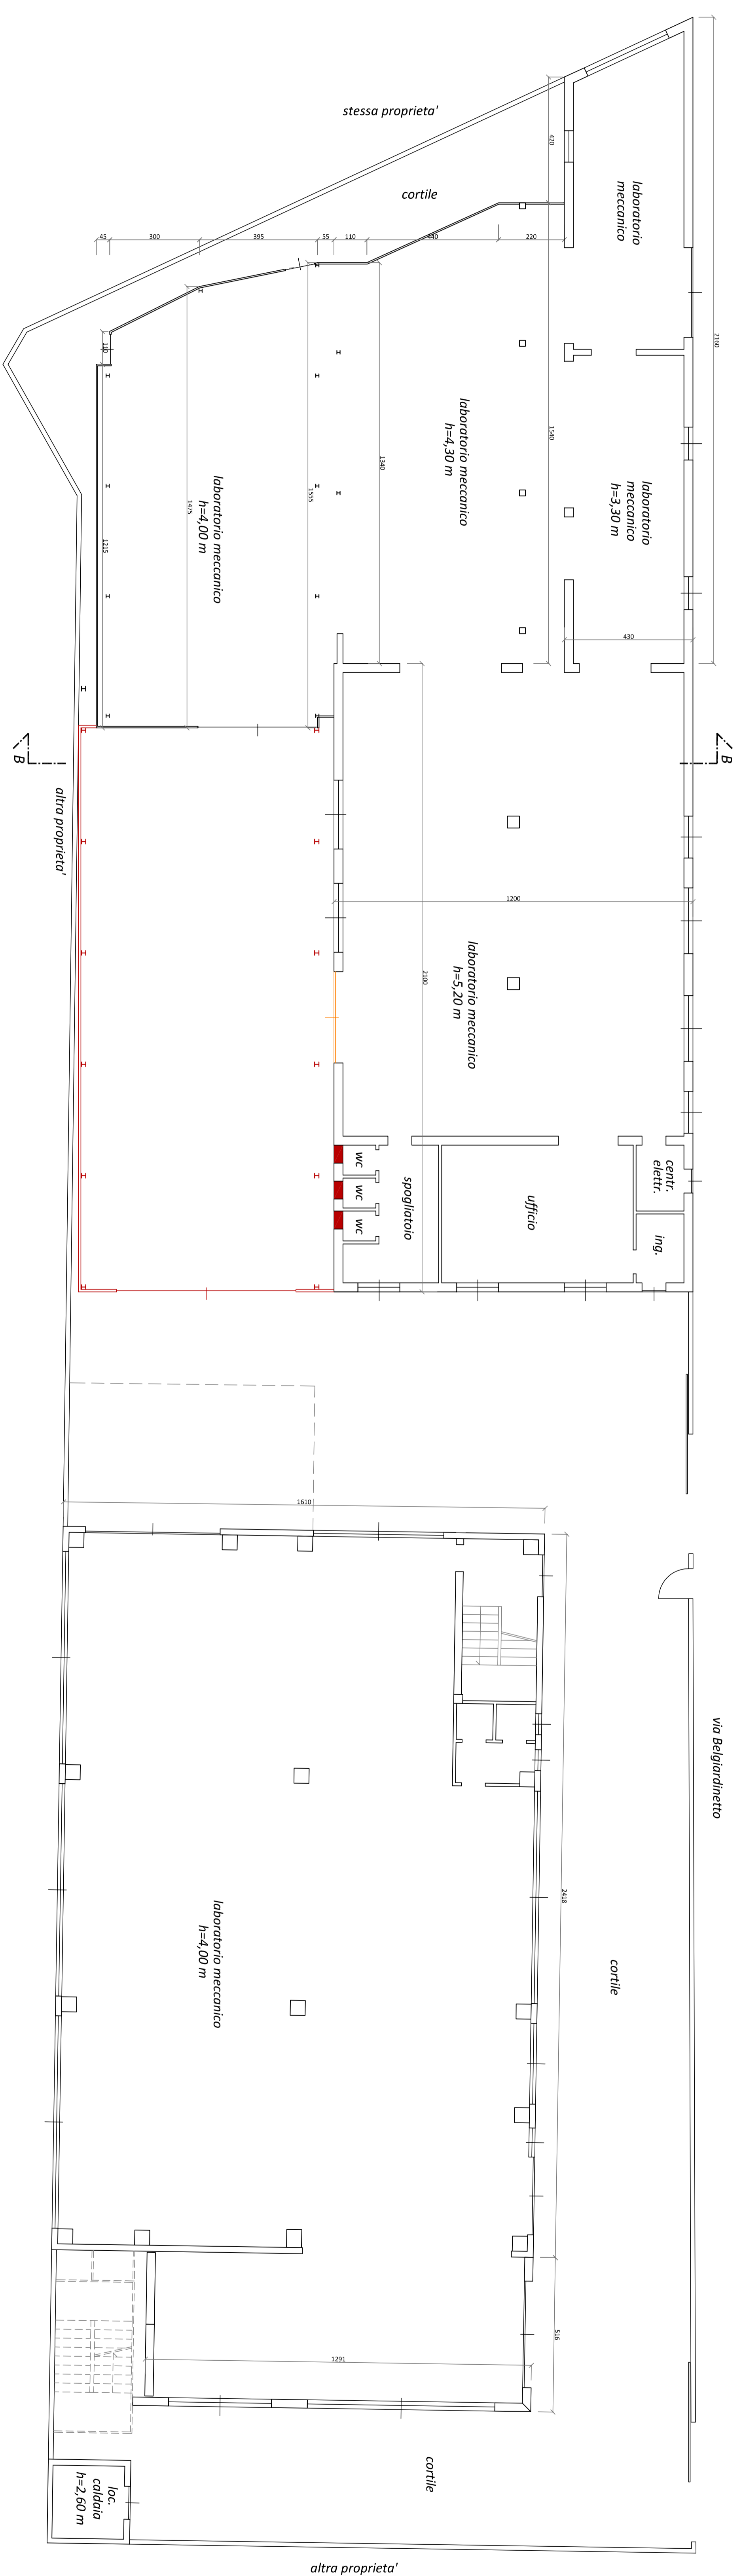 stessa proprieta'
cortile
laboratorio
meccanico
420
45
300
395
55
110
440
220
2160
110
laboratorio meccanico
h=4,30 m
1540
1340
laboratorio meccanico
h=4,00 m
1475
1555
1215
laboratorio
meccanico
h=3,30 m
430
B
B
altra proprieta'
1200
2100
laboratorio meccanico
h=5,20 m
wc
wc
wc
spogliatoio
ufficio
centr.
elettr.
ing.
1610
via Belgiardinetto
2418
laboratorio meccanico
h=4,00 m
cortile
516
1291
cortile
loc.
caldaia
h=2,60 m
altra proprieta'